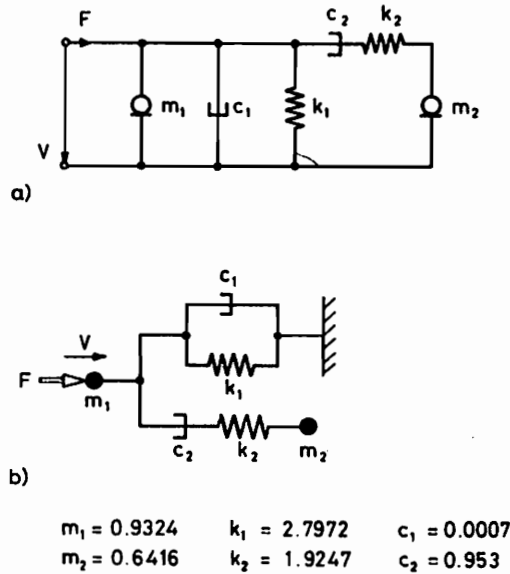 F
c₂ k₂
m₁ c₁ k₁ m₂
V
a)
c₁
V
F
k₁
m₁
c₂ k₂ m₂
b)
m₁ = 0.9324 k₁ = 2.7972 c₁ = 0.0007
m₂ = 0.6416 k₂ = 1.9247 c₂ = 0.953